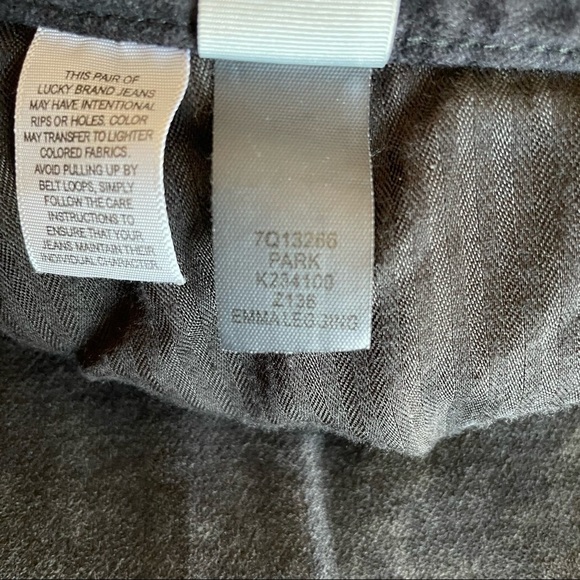 THIS PAIR OF
LUCKY BRAND JEANS
MAY HAVE INTENTIONAL
RIPS OR HOLES. COLOR
MAY TRANSFER TO LIGHTER
COLORED FABRICS.
AVOID PULLING UP BY
BELT LOOPS, SIMPLY
FOLLOW THE CARE
INSTRUCTIONS TO
ENSURE THAT YOUR
JEANS MAINTAIN THEIR
INDIVIDUAL CHARACTER.
7Q13266
PARK
K234100
Z136
EMMA LEGGING